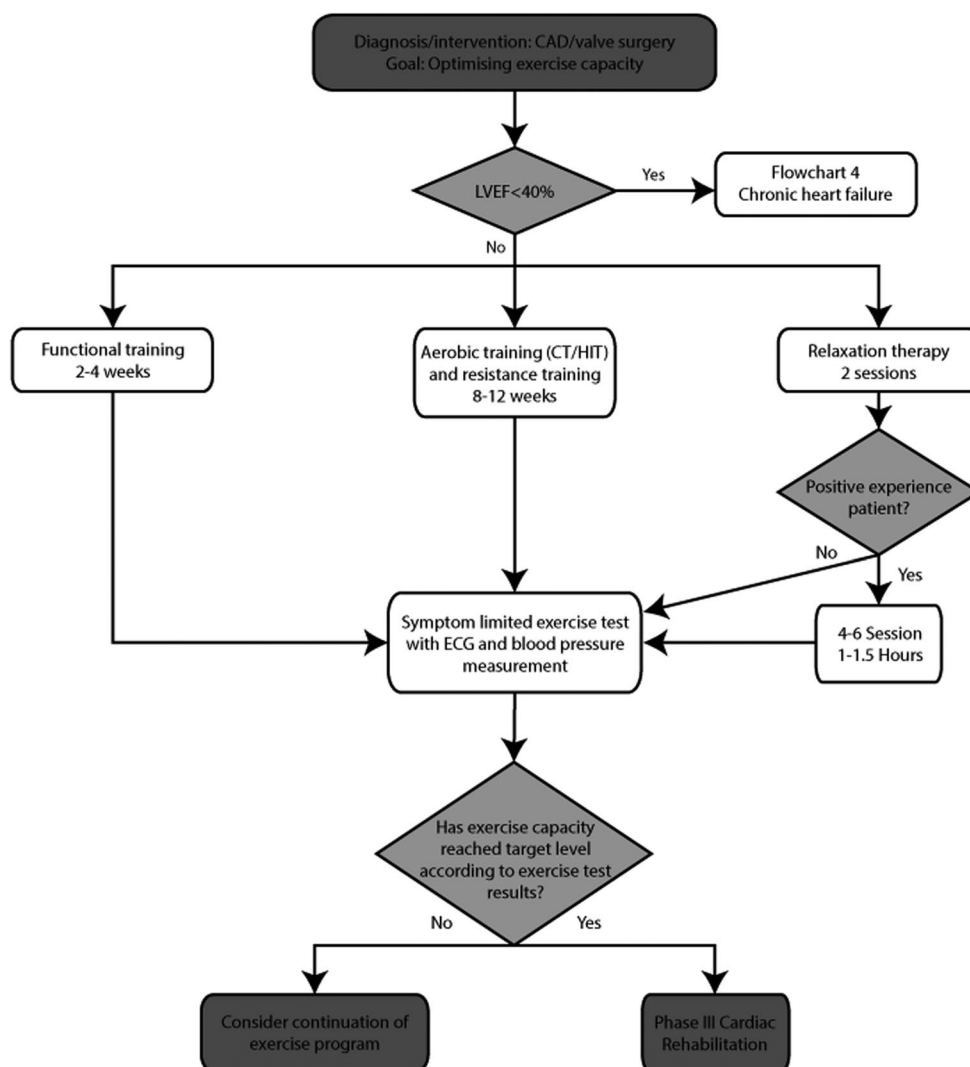 Diagnosis/intervention: CAD/valve surgery
Goal: Optimising exercise capacity
LVEF<40%
Yes
Flowchart 4
Chronic heart failure
No
Functional training
2-4 weeks
Aerobic training (CT/HIT)
and resistance training
8-12 weeks
Relaxation therapy
2 sessions
Positive experience
patient?
No
Yes
Symptom limited exercise test
with ECG and blood pressure
measurement
4-6 Session
1-1.5 Hours
Has exercise capacity
reached target level
according to exercise test
results?
No
Yes
Consider continuation of
exercise program
Phase III Cardiac
Rehabilitation